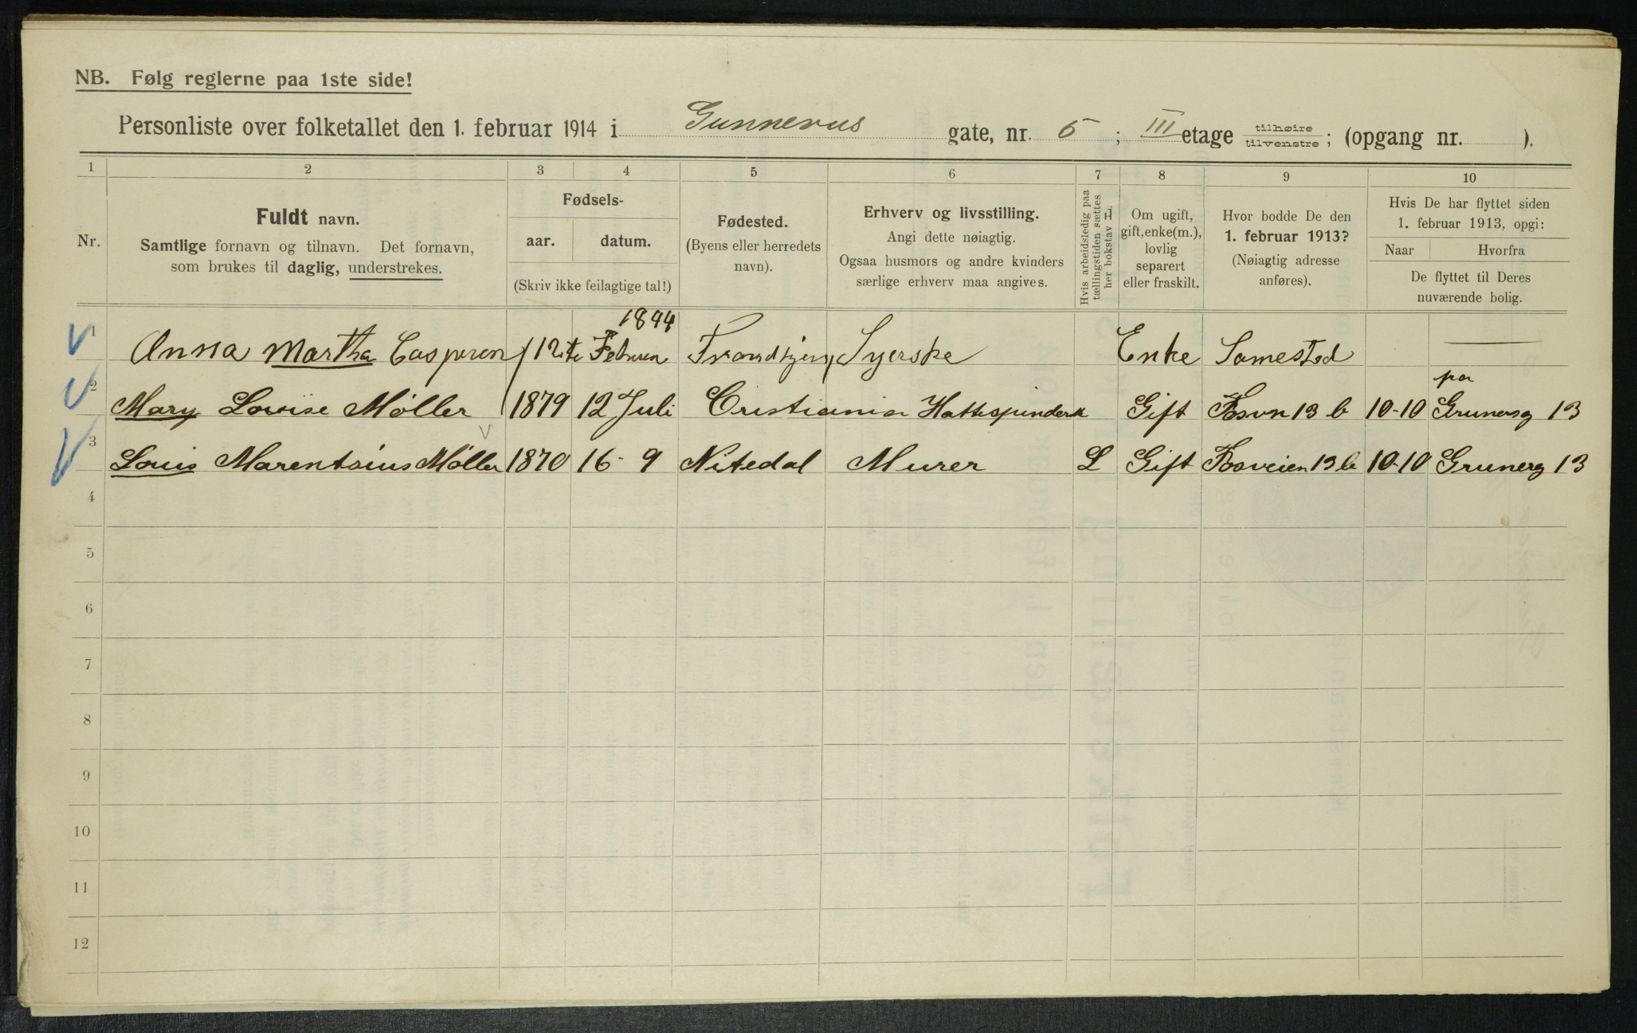 NB. Følg reglerne paa 1ste side!
Personliste over folketallet den 1. februar 1914 i Gunnerus gate, nr. 5; III etage tilhøire tilvenstre; (opgang nr. ).
1 2 3 4 5 6 7 8 9 10
Nr.
Fuldt navn.
Samtlige fornavn og tilnavn. Det fornavn,
som brukes til daglig, understrekes.
Fødsels-
aar. datum.
(Skriv ikke feilagtige tal!)
Fødested.
(Byens eller herredets
navn).
Erhverv og livsstilling.
Angi dette nøiagtig.
Ogsaa husmors og andre kvinders
særlige erhverv maa angives.
Hvis arbeidsledig paa
tællingstiden sættes
her bokstav L.
Om ugift,
gift, enke(m.),
lovlig
separert
eller fraskilt.
Hvor bodde De den
1. februar 1913?
(Nøiagtig adresse
anføres).
Hvis De har flyttet siden
1. februar 1913, opgi:
Naar Hvorfra
De flyttet til Deres
nuværende bolig.
1844
1 Anna Martha Casperen 12te Februar Trondhjem Syerske Enke Samested
par
2 Mary Lovise Møller 1879 12 Juli Cristiania Gift 13 b 10-10 Grunersg 13
3 Louis Marentsius Møller 1870 16-9 Nitedal Murer L Gift 13 b 10-10 Grunerg 13
4
5
6
7
8
9
10
11
12